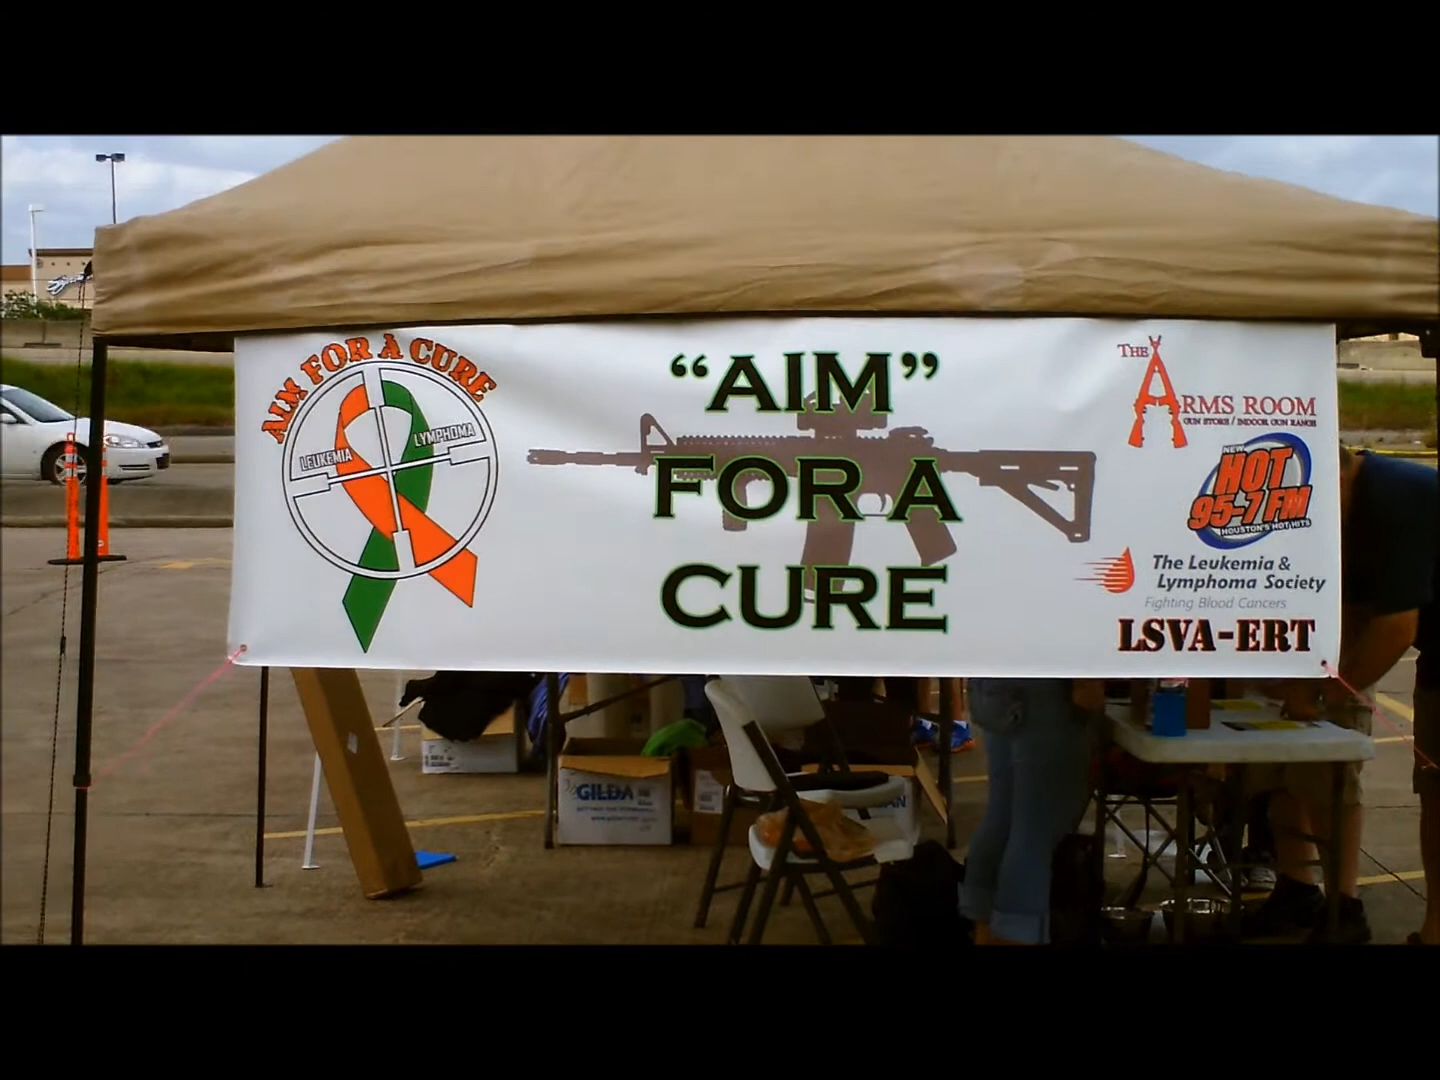 AIM FOR A CURE
LEUKEMIA
LYMPHOMA
"AIM"
FOR A
CURE
THE
ARMS ROOM
GUN STORE / INDOOR GUN RANGE
NEW
HOT
95-7 FM
HOUSTON'S HOT HITS
The Leukemia &
Lymphoma Society
Fighting Blood Cancers
LSVA-ERT
GILDAN